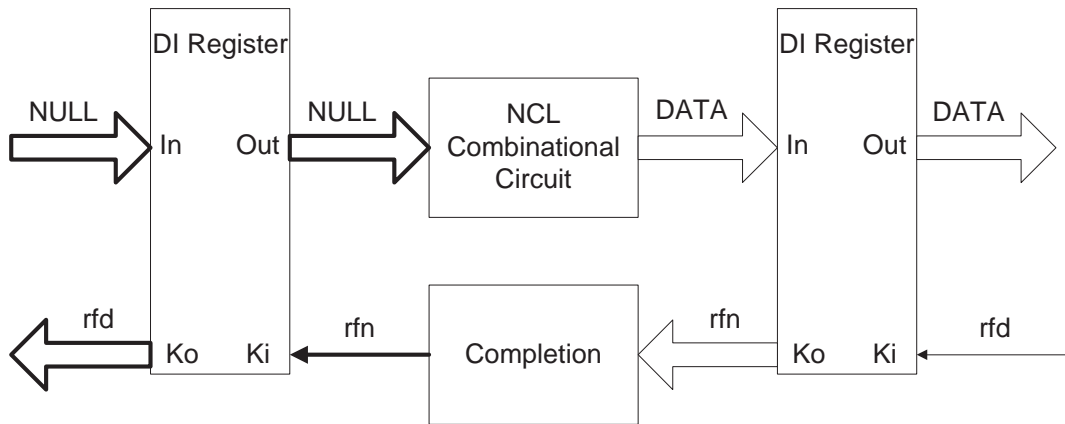 DI Register
DI Register
NULL
NULL
NCL
Combinational
Circuit
DATA
DATA
In
Out
In
Out
rfd
rfn
rfn
rfd
Ko
Ki
Completion
Ko
Ki